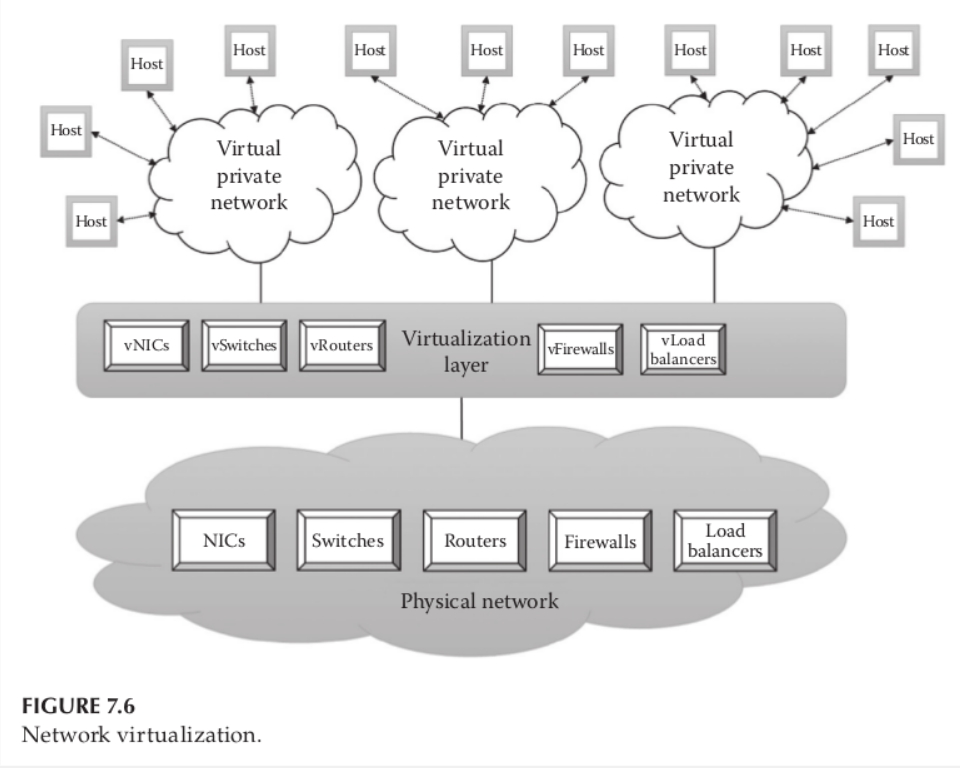 Host
Host
Host
Host
Host
Host
Host
Host
Host
Host
Host
Host
Virtual
private
network
Virtual
private
network
Virtual
private
network
vNICs
vSwitches
vRouters
Virtualization
layer
vFirewalls
vLoad
balancers
NICs
Switches
Routers
Firewalls
Load
balancers
Physical network
FIGURE 7.6
Network virtualization.